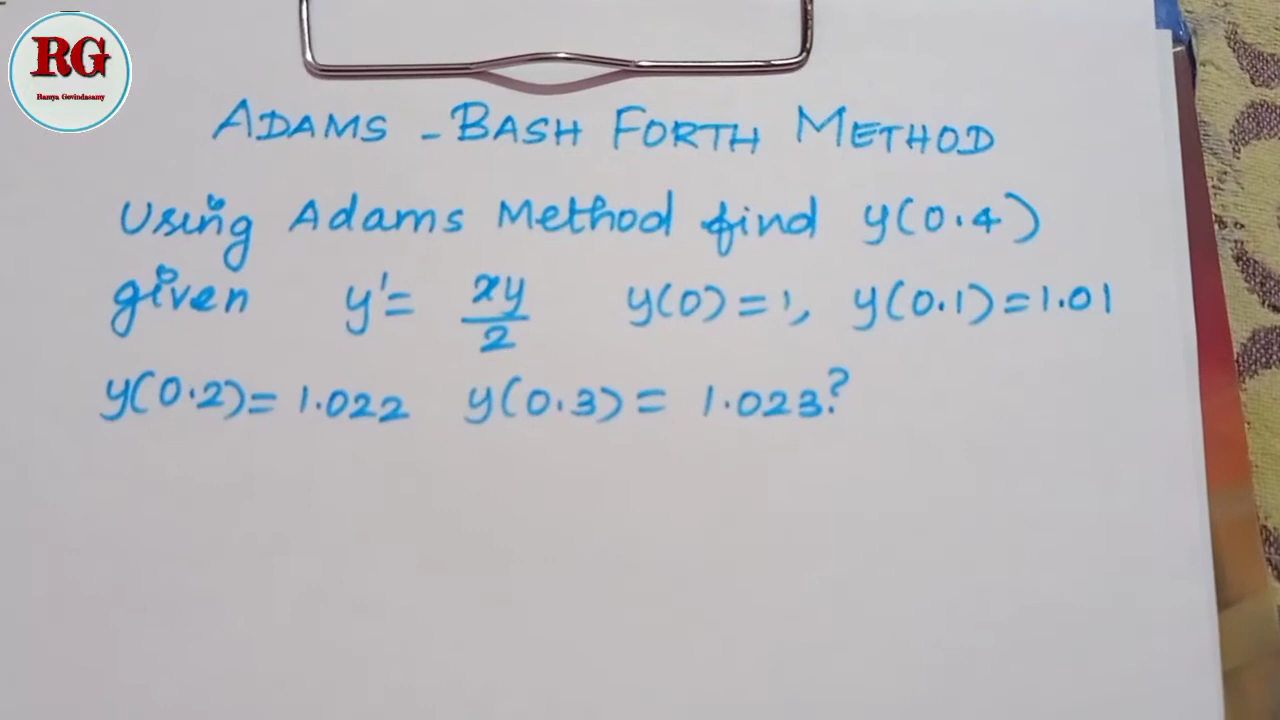 RG
Ramya Govindasamy
ADAMS - BASH FORTH METHOD
Using Adams Method find y(0.4)
given y' = xy/2 y(0) = 1, y(0.1) = 1.01
y(0.2) = 1.022 y(0.3) = 1.023?